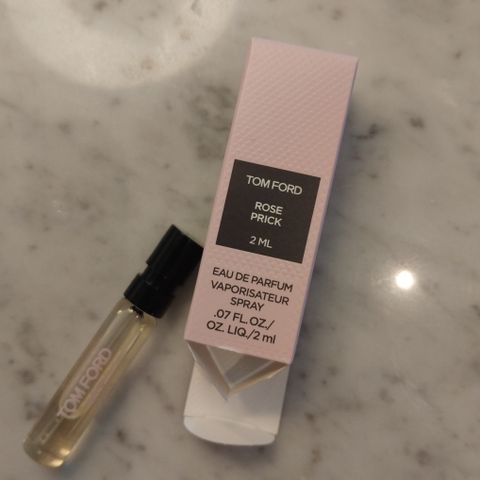 TOM FORD
ROSE
PRICK
2 ML
EAU DE PARFUM
VAPORISATEUR
SPRAY
.07 FL. OZ./
OZ. LIQ./2 ml
TOM FORD